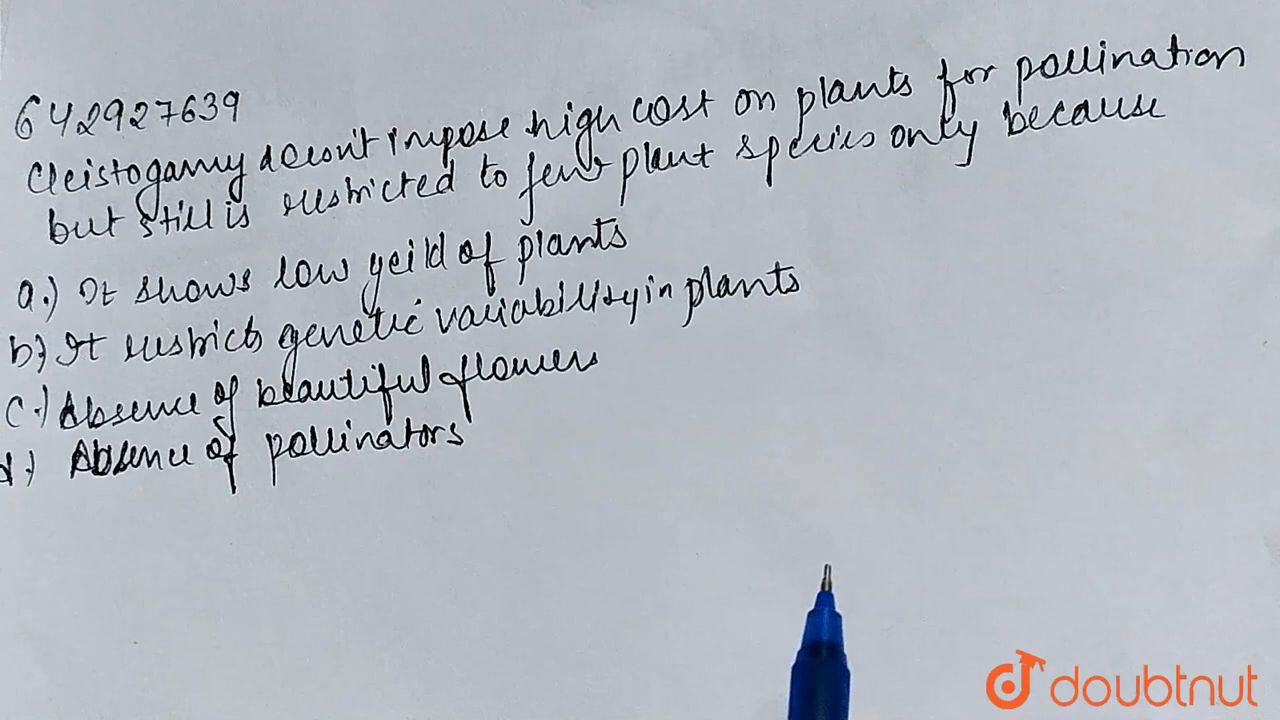 642927639
Cleistogamy doesn't impose high cost on plants for pollination
but still is restricted to few plant species only because
a.) It shows low yeild of plants
b) It restricts genetic variability in plants
c.) Absence of beautiful flowers
d.) Absence of pollinators
doubtnut